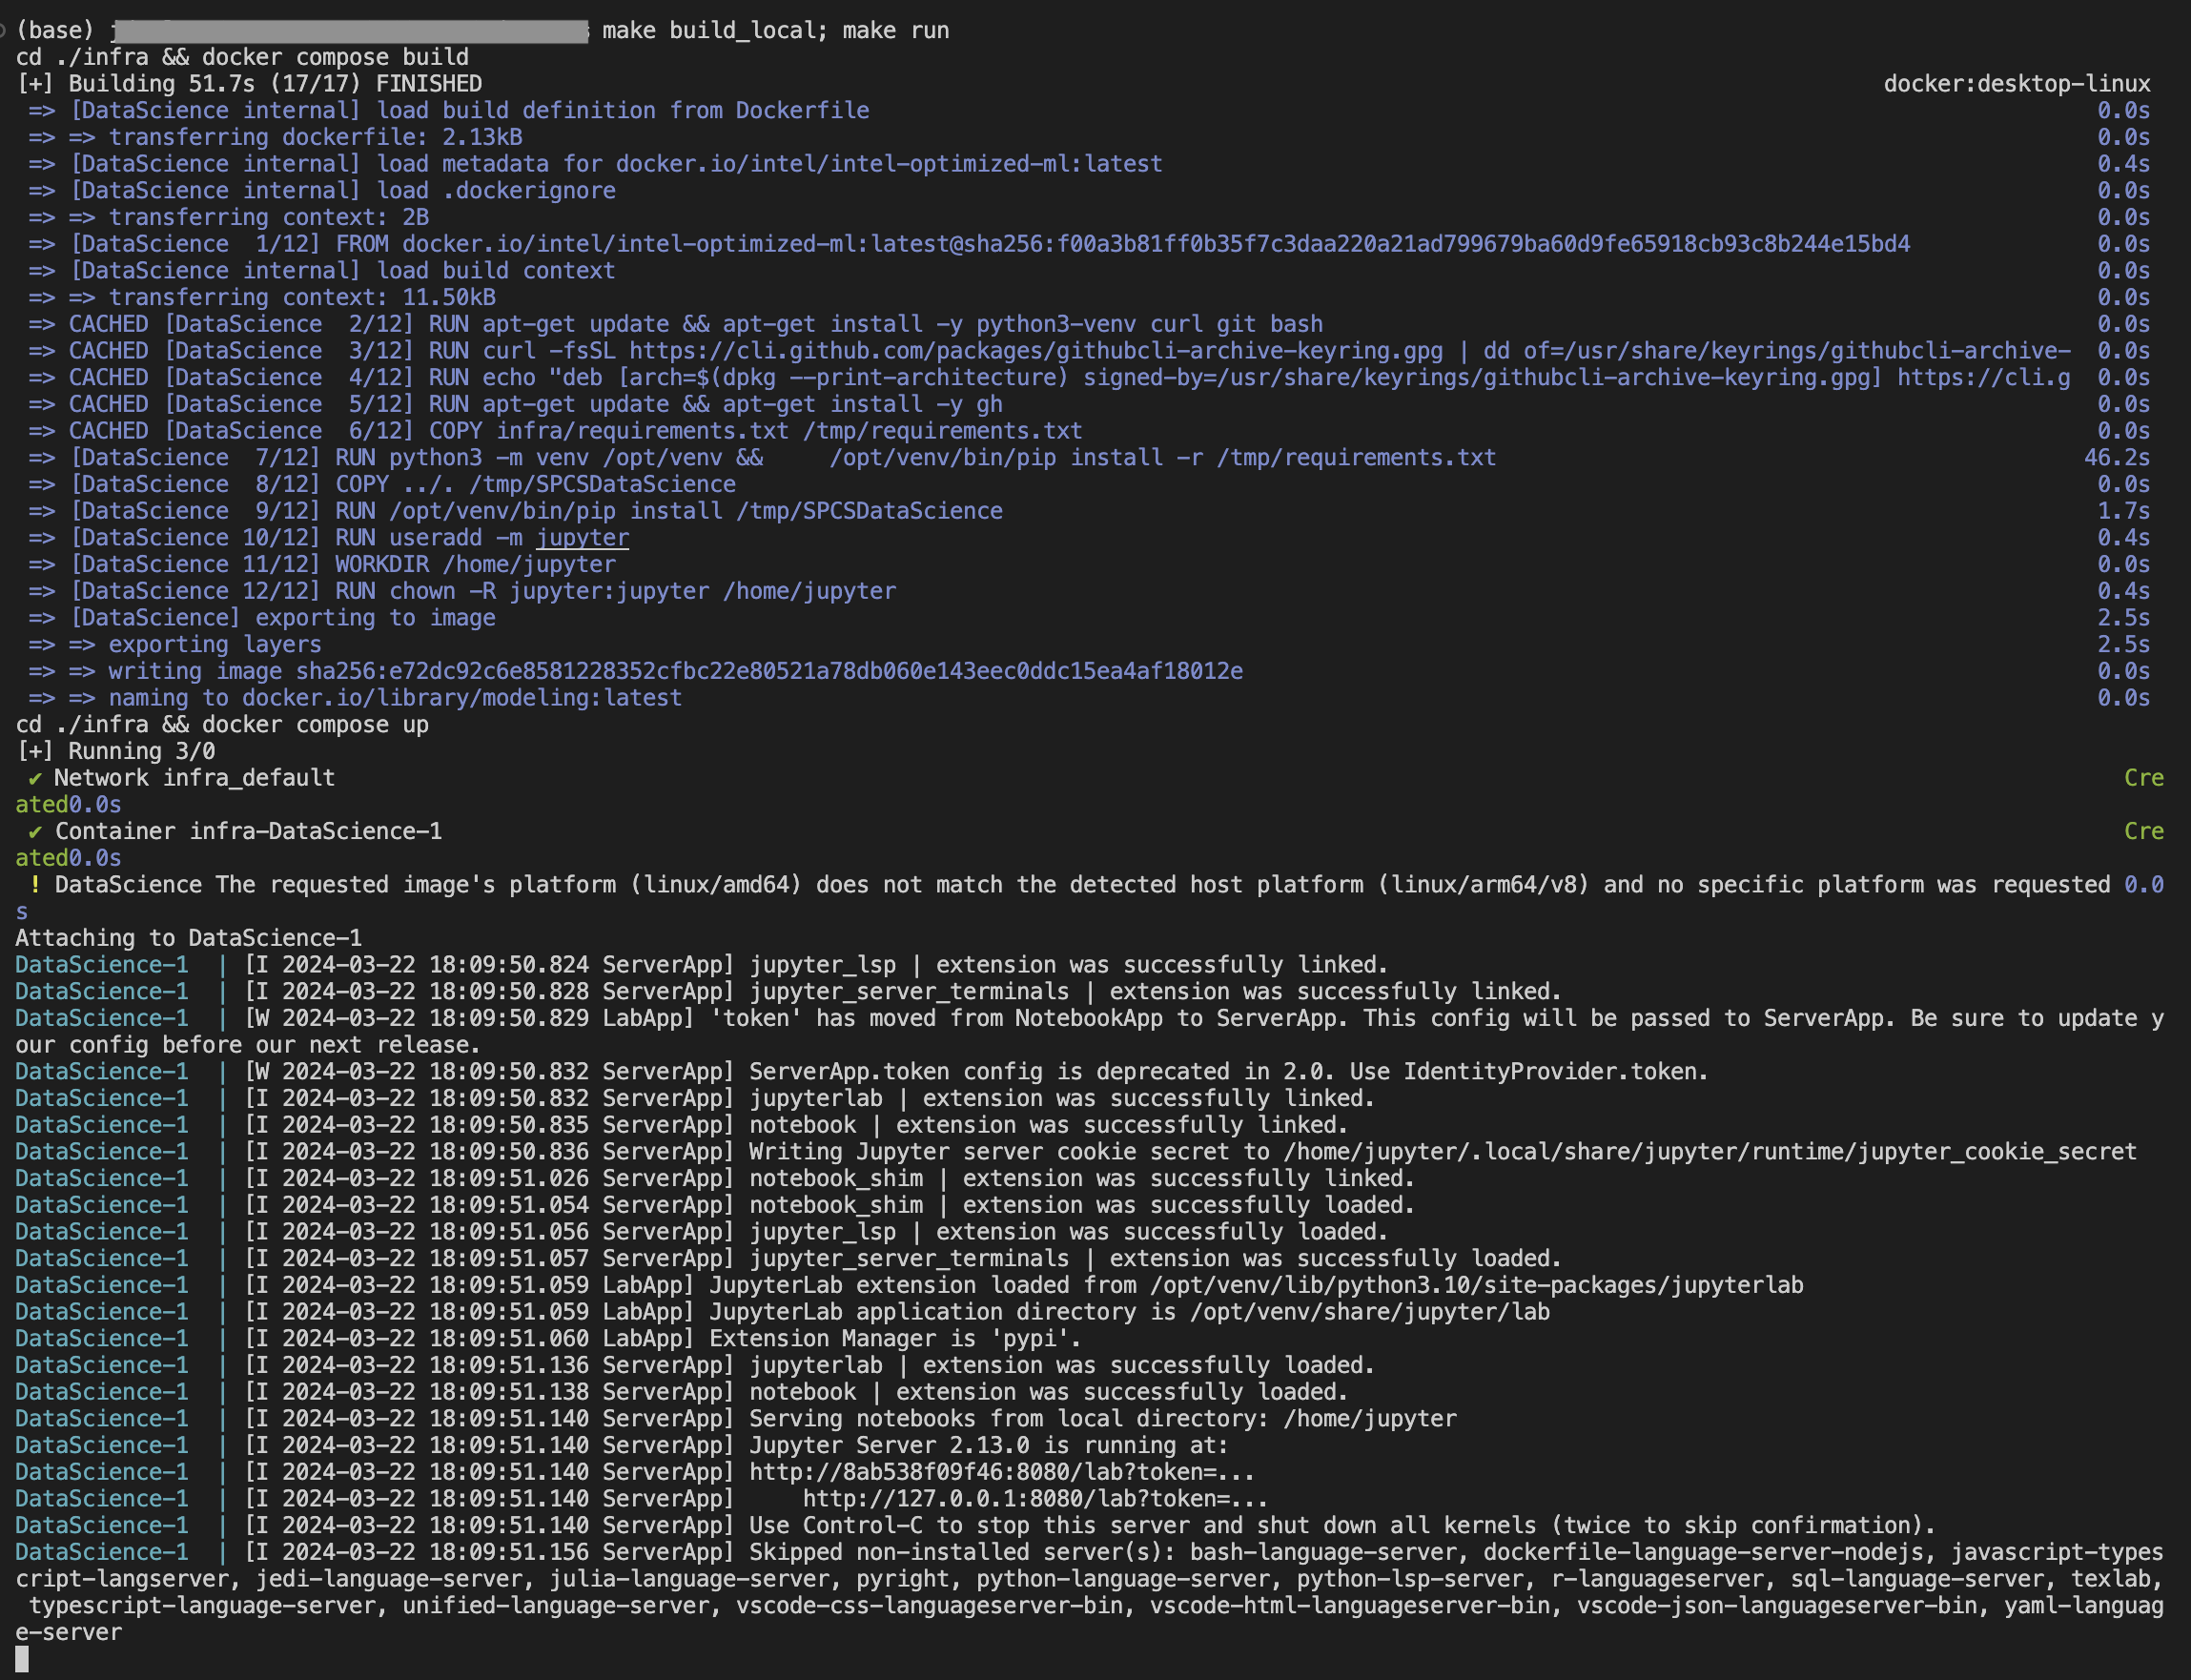 (base) make build_local; make run
cd ./infra && docker compose build
[+] Building 51.7s (17/17) FINISHED docker:desktop-linux
=> [DataScience internal] load build definition from Dockerfile 0.0s
=> => transferring dockerfile: 2.13kB 0.0s
=> [DataScience internal] load metadata for docker.io/intel/intel-optimized-ml:latest 0.4s
=> [DataScience internal] load .dockerignore 0.0s
=> => transferring context: 2B 0.0s
=> [DataScience  1/12] FROM docker.io/intel/intel-optimized-ml:latest@sha256:f00a3b81ff0b35f7c3daa220a21ad799679ba60d9fe65918cb93c8b244e15bd4 0.0s
=> [DataScience internal] load build context 0.0s
=> => transferring context: 11.50kB 0.0s
=> CACHED [DataScience  2/12] RUN apt-get update && apt-get install -y python3-venv curl git bash 0.0s
=> CACHED [DataScience  3/12] RUN curl -fsSL https://cli.github.com/packages/githubcli-archive-keyring.gpg | dd of=/usr/share/keyrings/githubcli-archive- 0.0s
=> CACHED [DataScience  4/12] RUN echo "deb [arch=$(dpkg --print-architecture) signed-by=/usr/share/keyrings/githubcli-archive-keyring.gpg] https://cli.g 0.0s
=> CACHED [DataScience  5/12] RUN apt-get update && apt-get install -y gh 0.0s
=> CACHED [DataScience  6/12] COPY infra/requirements.txt /tmp/requirements.txt 0.0s
=> [DataScience  7/12] RUN python3 -m venv /opt/venv &&     /opt/venv/bin/pip install -r /tmp/requirements.txt 46.2s
=> [DataScience  8/12] COPY ../. /tmp/SPCSDataScience 0.0s
=> [DataScience  9/12] RUN /opt/venv/bin/pip install /tmp/SPCSDataScience 1.7s
=> [DataScience 10/12] RUN useradd -m jupyter 0.4s
=> [DataScience 11/12] WORKDIR /home/jupyter 0.0s
=> [DataScience 12/12] RUN chown -R jupyter:jupyter /home/jupyter 0.4s
=> [DataScience] exporting to image 2.5s
=> => exporting layers 2.5s
=> => writing image sha256:e72dc92c6e8581228352cfbc22e80521a78db060e143eec0ddc15ea4af18012e 0.0s
=> => naming to docker.io/library/modeling:latest 0.0s
cd ./infra && docker compose up
[+] Running 3/0
✔ Network infra_default Cre
ated0.0s
✔ Container infra-DataScience-1 Cre
ated0.0s
! DataScience The requested image's platform (linux/amd64) does not match the detected host platform (linux/arm64/v8) and no specific platform was requested 0.0
s
Attaching to DataScience-1
DataScience-1  | [I 2024-03-22 18:09:50.824 ServerApp] jupyter_lsp | extension was successfully linked.
DataScience-1  | [I 2024-03-22 18:09:50.828 ServerApp] jupyter_server_terminals | extension was successfully linked.
DataScience-1  | [W 2024-03-22 18:09:50.829 LabApp] 'token' has moved from NotebookApp to ServerApp. This config will be passed to ServerApp. Be sure to update y
our config before our next release.
DataScience-1  | [W 2024-03-22 18:09:50.832 ServerApp] ServerApp.token config is deprecated in 2.0. Use IdentityProvider.token.
DataScience-1  | [I 2024-03-22 18:09:50.832 ServerApp] jupyterlab | extension was successfully linked.
DataScience-1  | [I 2024-03-22 18:09:50.835 ServerApp] notebook | extension was successfully linked.
DataScience-1  | [I 2024-03-22 18:09:50.836 ServerApp] Writing Jupyter server cookie secret to /home/jupyter/.local/share/jupyter/runtime/jupyter_cookie_secret
DataScience-1  | [I 2024-03-22 18:09:51.026 ServerApp] notebook_shim | extension was successfully linked.
DataScience-1  | [I 2024-03-22 18:09:51.054 ServerApp] notebook_shim | extension was successfully loaded.
DataScience-1  | [I 2024-03-22 18:09:51.056 ServerApp] jupyter_lsp | extension was successfully loaded.
DataScience-1  | [I 2024-03-22 18:09:51.057 ServerApp] jupyter_server_terminals | extension was successfully loaded.
DataScience-1  | [I 2024-03-22 18:09:51.059 LabApp] JupyterLab extension loaded from /opt/venv/lib/python3.10/site-packages/jupyterlab
DataScience-1  | [I 2024-03-22 18:09:51.059 LabApp] JupyterLab application directory is /opt/venv/share/jupyter/lab
DataScience-1  | [I 2024-03-22 18:09:51.060 LabApp] Extension Manager is 'pypi'.
DataScience-1  | [I 2024-03-22 18:09:51.136 ServerApp] jupyterlab | extension was successfully loaded.
DataScience-1  | [I 2024-03-22 18:09:51.138 ServerApp] notebook | extension was successfully loaded.
DataScience-1  | [I 2024-03-22 18:09:51.140 ServerApp] Serving notebooks from local directory: /home/jupyter
DataScience-1  | [I 2024-03-22 18:09:51.140 ServerApp] Jupyter Server 2.13.0 is running at:
DataScience-1  | [I 2024-03-22 18:09:51.140 ServerApp] http://8ab538f09f46:8080/lab?token=...
DataScience-1  | [I 2024-03-22 18:09:51.140 ServerApp]     http://127.0.0.1:8080/lab?token=...
DataScience-1  | [I 2024-03-22 18:09:51.140 ServerApp] Use Control-C to stop this server and shut down all kernels (twice to skip confirmation).
DataScience-1  | [I 2024-03-22 18:09:51.156 ServerApp] Skipped non-installed server(s): bash-language-server, dockerfile-language-server-nodejs, javascript-types
cript-langserver, jedi-language-server, julia-language-server, pyright, python-language-server, python-lsp-server, r-languageserver, sql-language-server, texlab,
typescript-language-server, unified-language-server, vscode-css-languageserver-bin, vscode-html-languageserver-bin, vscode-json-languageserver-bin, yaml-languag
e-server